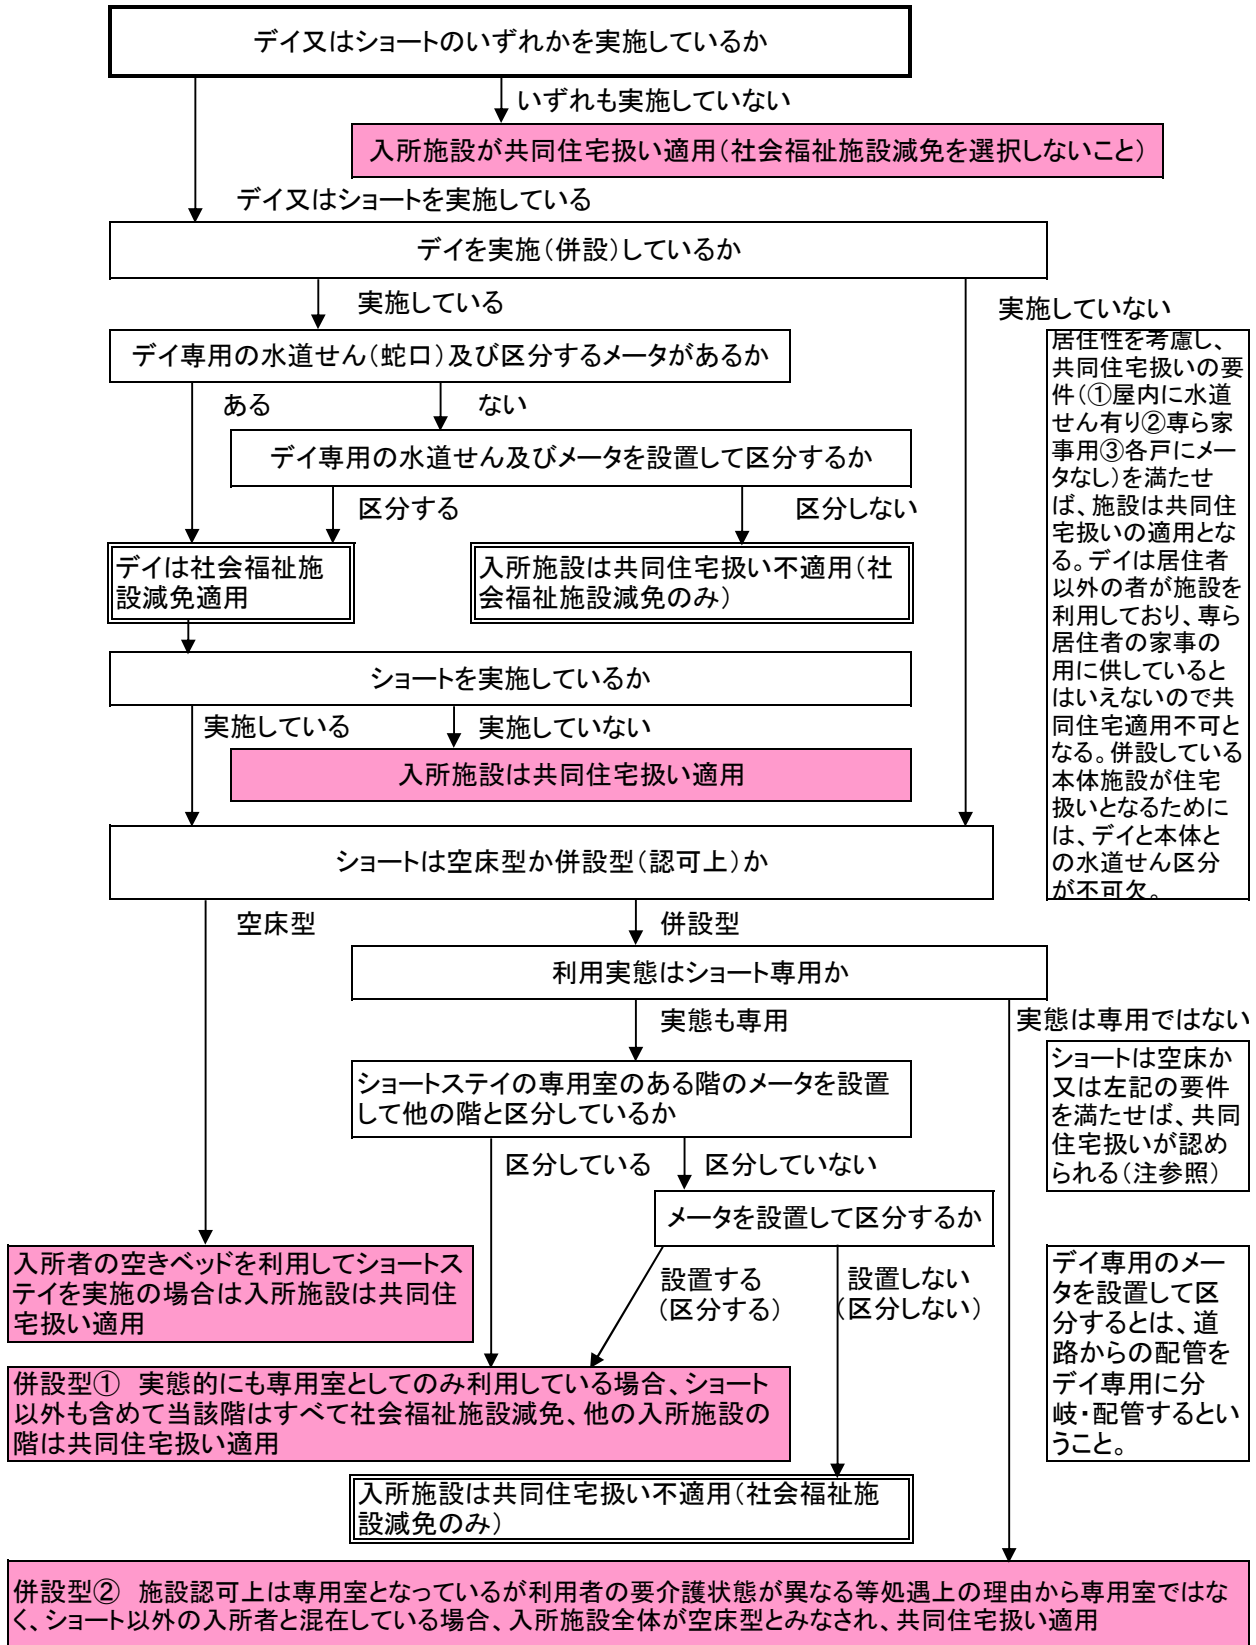 デイ又はショートのいずれかを実施しているか
いずれも実施していない
入所施設が共同住宅扱い適用（社会福祉施設減免を選択しないこと）
デイ又はショートを実施している
デイを実施（併設）しているか
実施している
実施していない
デイ専用の水道せん（蛇口）及び区分するメータがあるか
ある
ない
デイ専用の水道せん及びメータを設置して区分するか
区分する
区分しない
デイは社会福祉施
設減免適用
入所施設は共同住宅扱い不適用（社
会福祉施設減免のみ）
ショートを実施しているか
実施している
実施していない
入所施設は共同住宅扱い適用
居住性を考慮し、
共同住宅扱いの要
件（①屋内に水道
せん有り②専ら家
事用③各戸にメー
タなし）を満たせ
ば、施設は共同住
宅扱いの適用とな
る。デイは居住者
以外の者が施設を
利用しており、専ら
居住者の家事の
用に供していると
はいえないので共
同住宅適用不可と
なる。併設している
本体施設が住宅
扱いとなるために
は、デイと本体と
の水道せん区分
が不可欠。
ショートは空床型か併設型（認可上）か
空床型
併設型
利用実態はショート専用か
実態も専用
実態は専用ではない
ショートステイの専用室のある階のメータを設置
して他の階と区分しているか
ショートは空床か
又は左記の要件
を満たせば、共同
住宅扱いが認め
られる（注参照）
区分している
区分していない
メータを設置して区分するか
入所者の空きベッドを利用してショートス
テイを実施の場合は入所施設は共同住
宅扱い適用
設置する
（区分する）
設置しない
（区分しない）
デイ専用のメー
タを設置して区
分するとは、道
路からの配管を
デイ専用に分
岐・配管するとい
うこと。
併設型① 実態的にも専用室としてのみ利用している場合、ショート
以外も含めて当該階はすべて社会福祉施設減免、他の入所施設の
階は共同住宅扱い適用
入所施設は共同住宅扱い不適用（社会福祉施
設減免のみ）
併設型② 施設認可上は専用室となっているが利用者の要介護状態が異なる等処遇上の理由から専用室ではな
く、ショート以外の入所者と混在している場合、入所施設全体が空床型とみなされ、共同住宅扱い適用